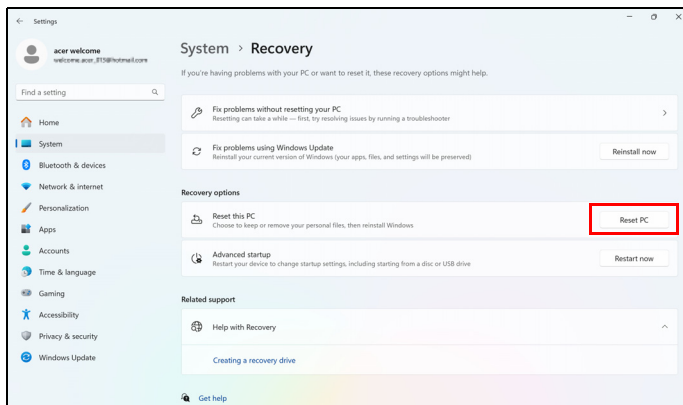 Settings
acer welcome
System > Recovery
If you're having problems with your PC or want to reset it, these recovery options might help.
Find a setting
Home
System
Bluetooth & devices
Network & internet
Personalization
Apps
Accounts
Time & language
Gaming
Accessibility
Privacy & security
Windows Update
Fix problems without resetting your PC
Resetting can take a while — first, try resolving issues by running a troubleshooter
Fix problems using Windows Update
Reinstall your current version of Windows (your apps, files, and settings will be preserved)
Reinstall now
Recovery options
Reset this PC
Choose to keep or remove your personal files, then reinstall Windows
Reset PC
Advanced startup
Restart your device to change startup settings, including starting from a disc or USB drive
Restart now
Related support
Help with Recovery
Creating a recovery drive
Get help